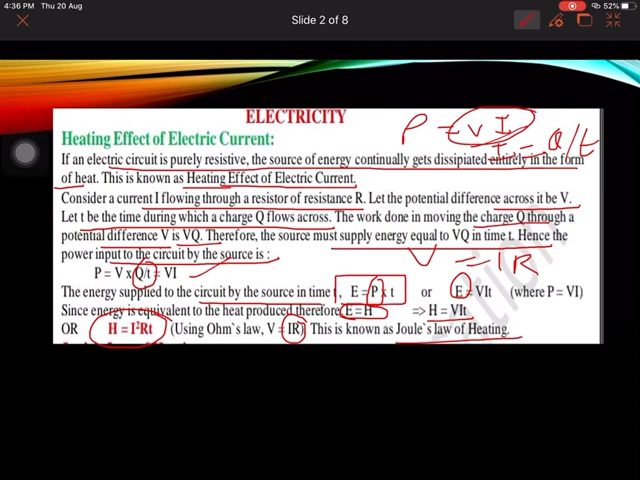 4:36 PM Thu 20 Aug
52%
Slide 2 of 8
ELECTRICITY
P = V I
I = Q/t
Heating Effect of Electric Current:
If an electric circuit is purely resistive, the source of energy continually gets dissipiated entirely in the form
of heat. This is known as Heating Effect of Electric Current.
Consider a current I flowing through a resistor of resistance R. Let the potential difference across it be V.
Let t be the time during which a charge Q flows across. The work done in moving the charge Q through a
potential difference V is VQ. Therefore, the source must supply energy equal to VQ in time t. Hence the
power input to the circuit by the source is :
V = IR
P = V x Q/t = VI
The energy supplied to the circuit by the source in time t, E = P x t or E = VIt (where P = VI)
Since energy is equivalent to the heat produced therefore, E = H ⇒ H = VIt
OR H = I²Rt (Using Ohm`s law, V = IR) This is known as Joule`s law of Heating.